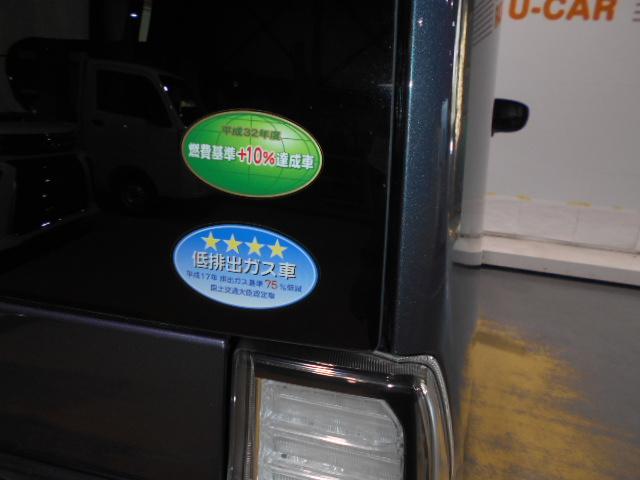 U-CAR
平成32年度
燃費基準+10%達成車
低排出ガス車
平成17年 排出ガス基準 75%低減
国土交通大臣認定車